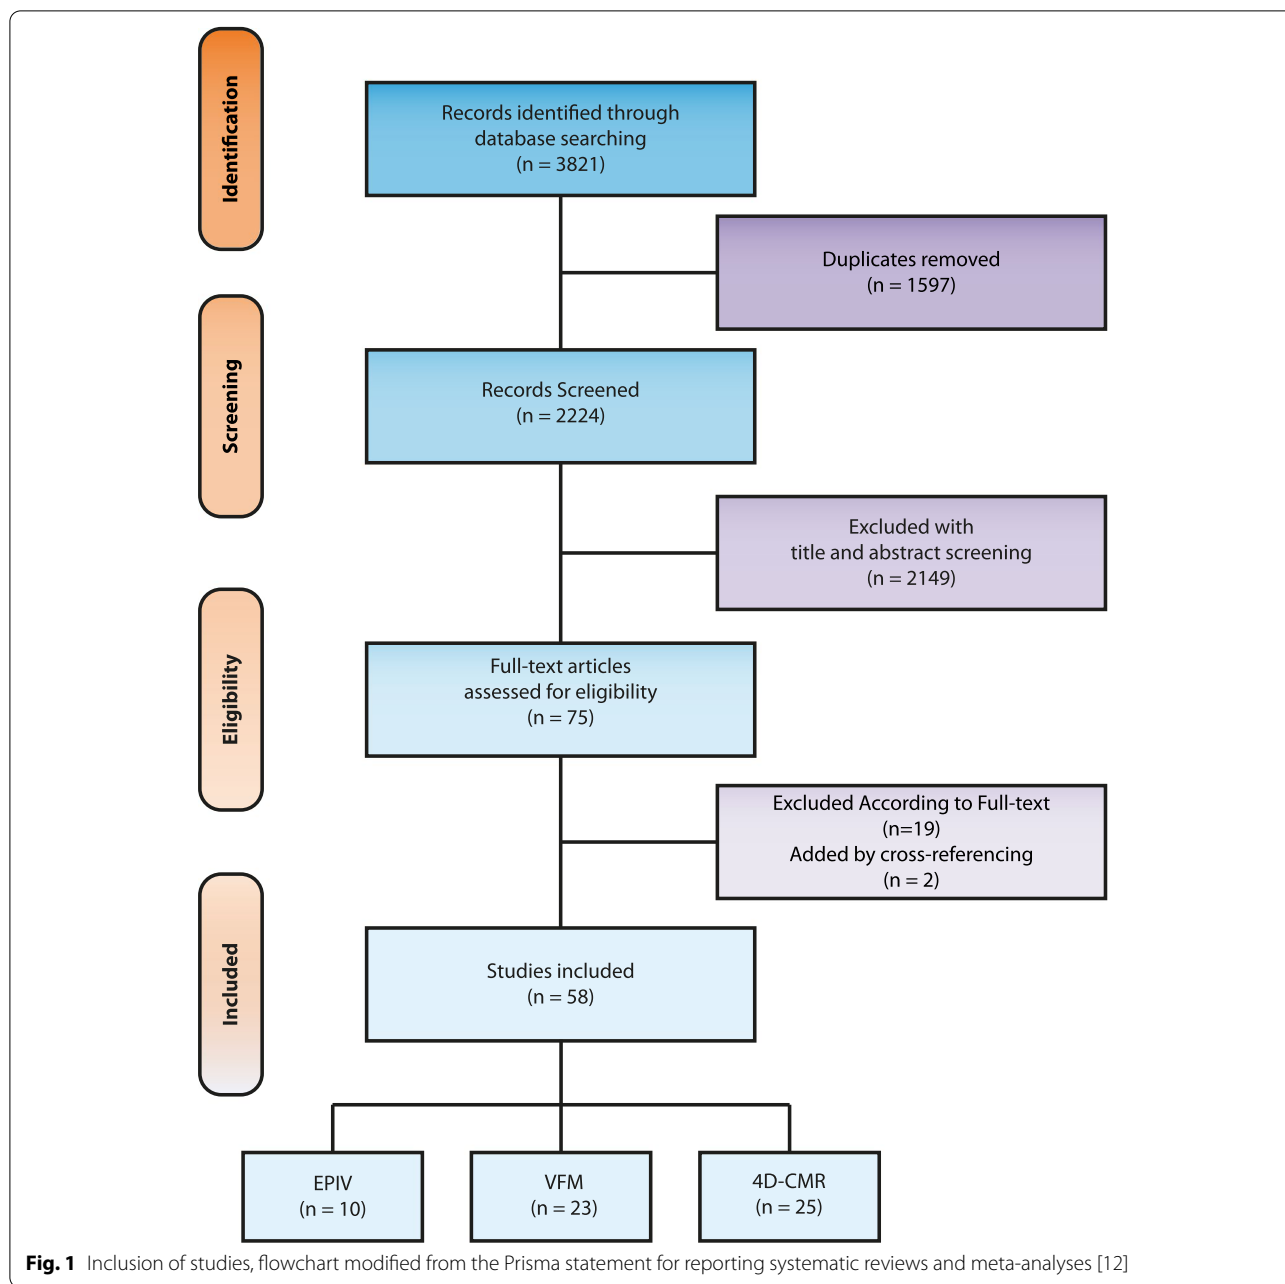 Identification
Records identified through
database searching
(n = 3821)
Duplicates removed
(n = 1597)
Screening
Records Screened
(n = 2224)
Excluded with
title and abstract screening
(n = 2149)
Eligibility
Full-text articles
assessed for eligibility
(n = 75)
Excluded According to Full-text
(n=19)
Added by cross-referencing
(n = 2)
Included
Studies included
(n = 58)
EPIV
(n = 10)
VFM
(n = 23)
4D-CMR
(n = 25)
Fig. 1 Inclusion of studies, flowchart modified from the Prisma statement for reporting systematic reviews and meta-analyses [12]